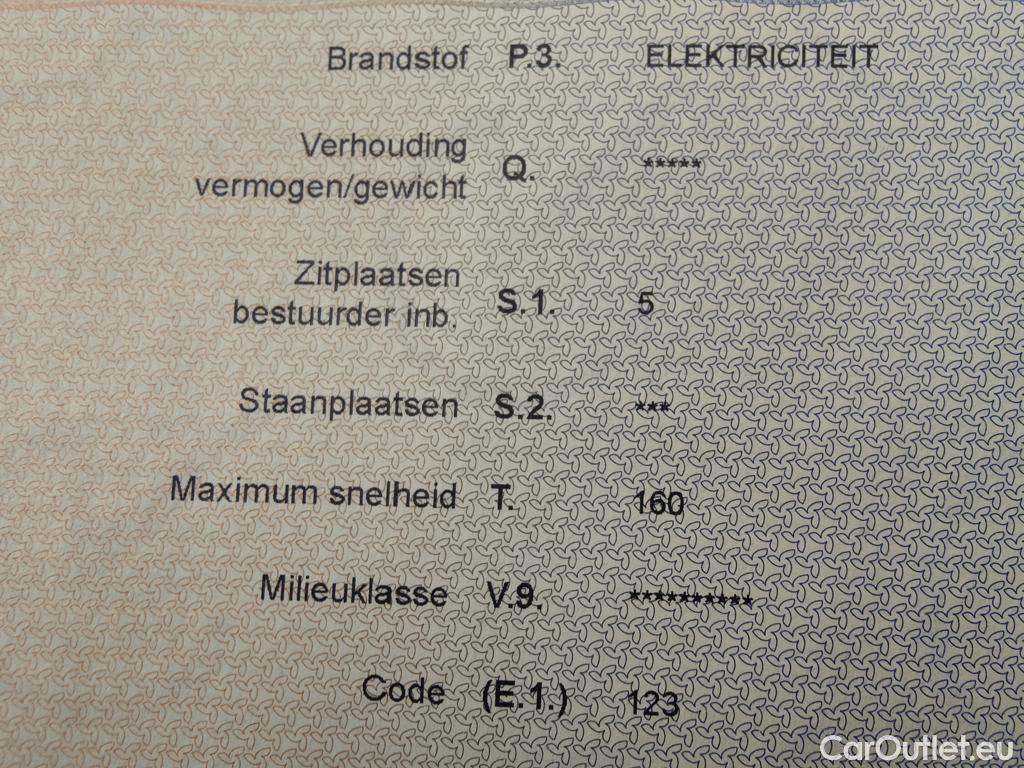 Brandstof P.3. ELEKTRICITEIT
Verhouding
vermogen/gewicht Q. *****
Zitplaatsen
bestuurder inb. S.1. 5
Staanplaatsen S.2. ***
Maximum snelheid T. 160
Milieuklasse V.9. **********
Code (E.1.) 123
CarOutlet.eu